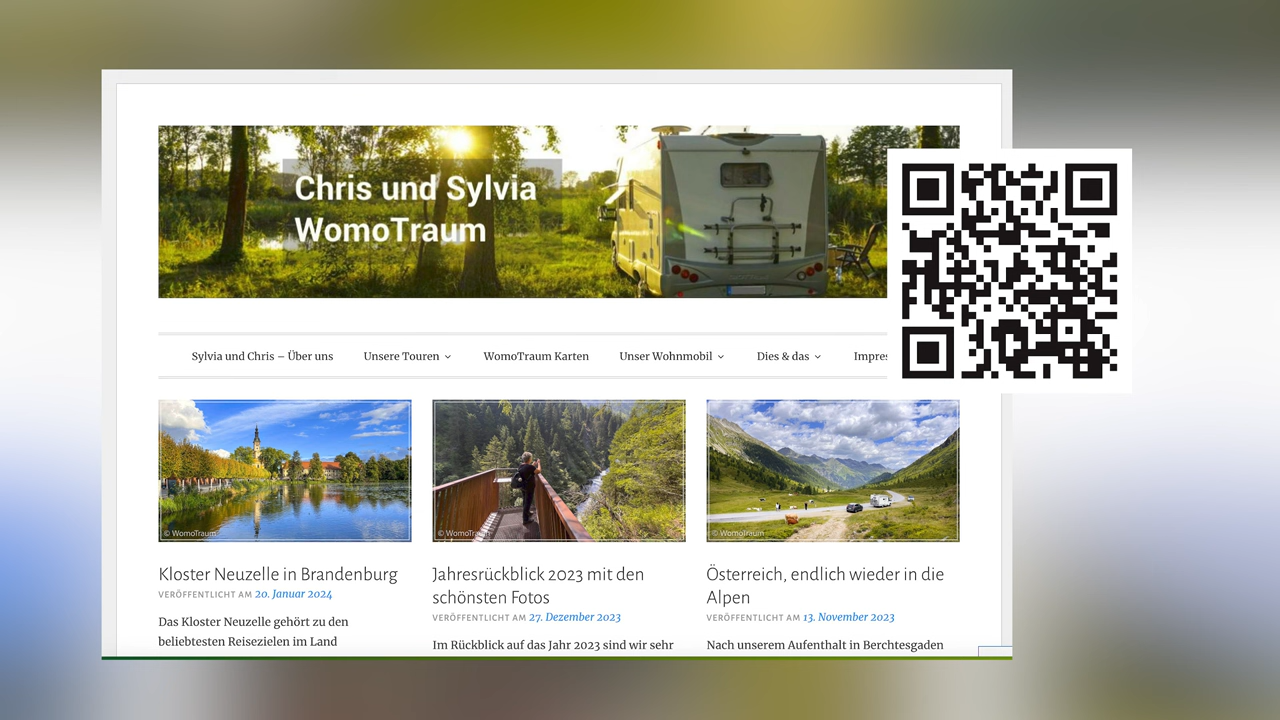 Chris und Sylvia
WomoTraum
Sylvia und Chris – Über uns Unsere Touren WomoTraum Karten Unser Wohnmobil Dies & das Impres
© WomoTraum
© WomoTraum
© WomoTraum
Kloster Neuzelle in Brandenburg
VERÖFFENTLICHT AM 20. Januar 2024
Das Kloster Neuzelle gehört zu den
beliebtesten Reisezielen im Land
Jahresrückblick 2023 mit den
schönsten Fotos
VERÖFFENTLICHT AM 27. Dezember 2023
Im Rückblick auf das Jahr 2023 sind wir sehr
Österreich, endlich wieder in die
Alpen
VERÖFFENTLICHT AM 13. November 2023
Nach unserem Aufenthalt in Berchtesgaden